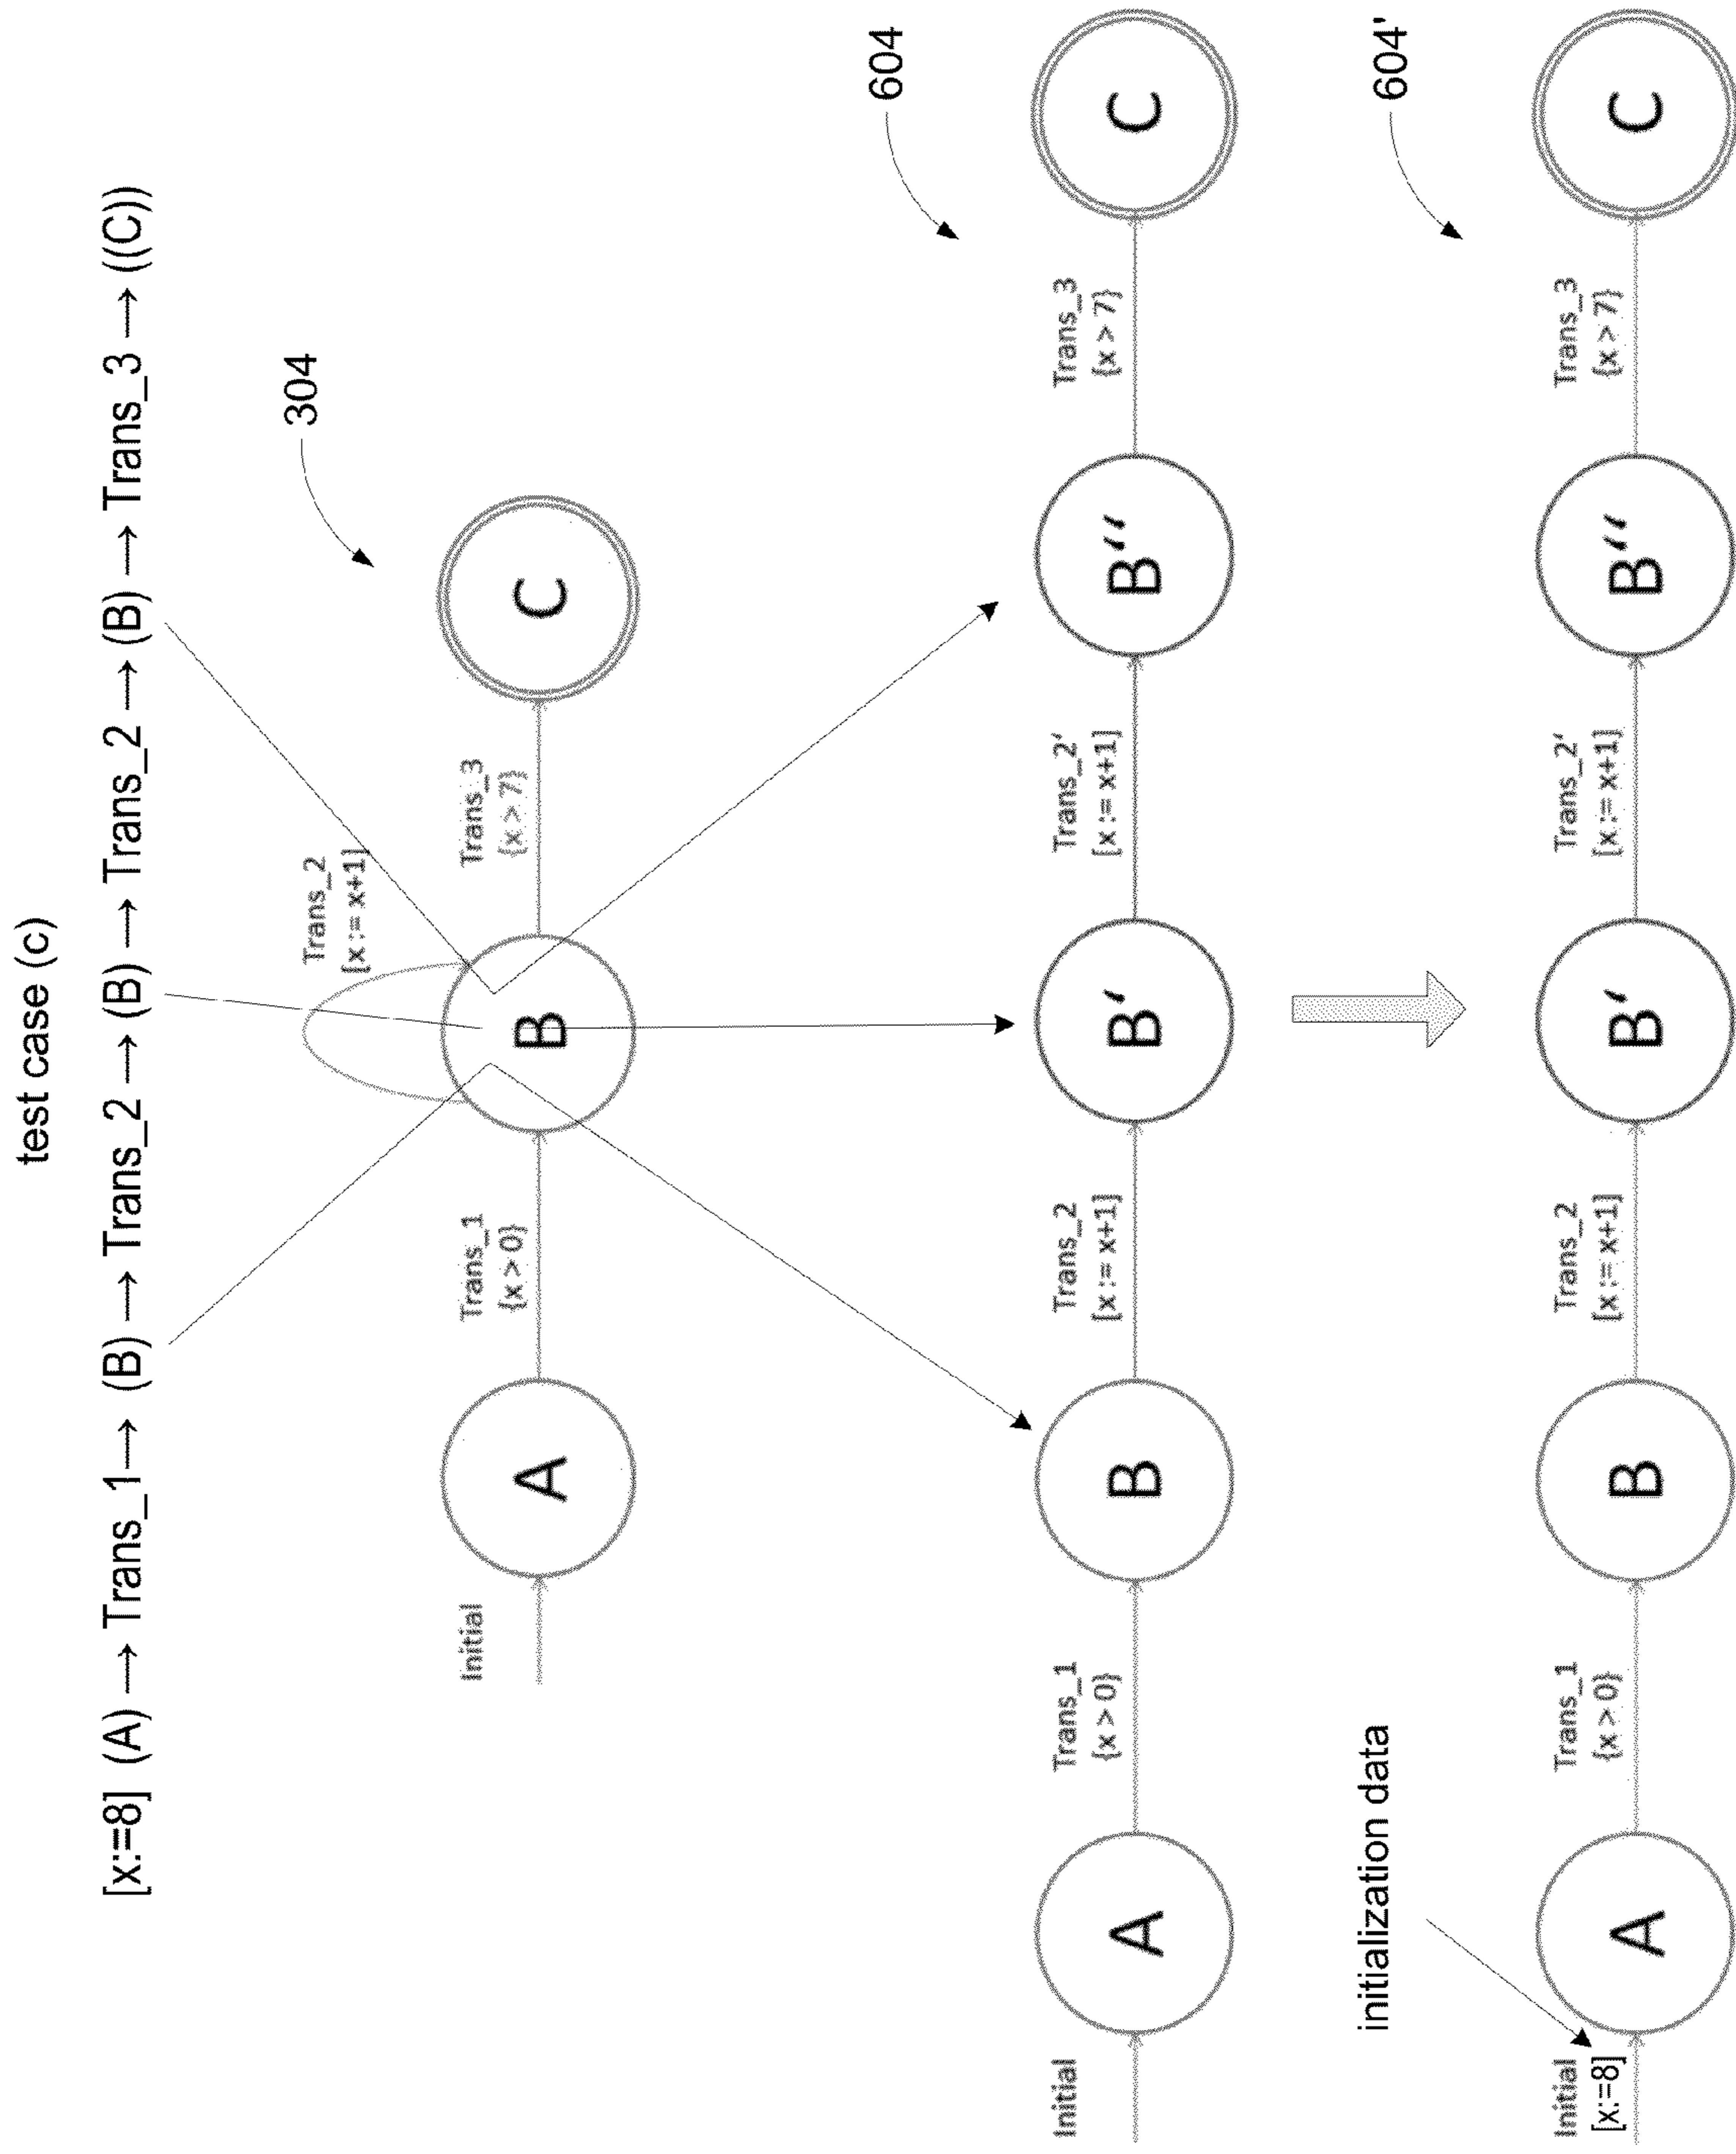 test case (c)
[x:=8] (A) → Trans_1→ (B) → Trans_2 → (B) → Trans_2 → (B) → Trans_3 → ((C))
304
Trans_2
[x := x+1]
Initial
A
Trans_1
{x > 0}
B
Trans_3
{x > 7}
C
604
Initial
A
Trans_1
{x > 0}
B
Trans_2
[x := x+1]
B‘
Trans_2‘
[x := x+1]
B‘‘
Trans_3
{x > 7}
C
initialization data
604'
Initial
[x:=8]
A
Trans_1
{x > 0}
B
Trans_2
[x := x+1]
B‘
Trans_2‘
[x := x+1]
B‘‘
Trans_3
{x > 7}
C